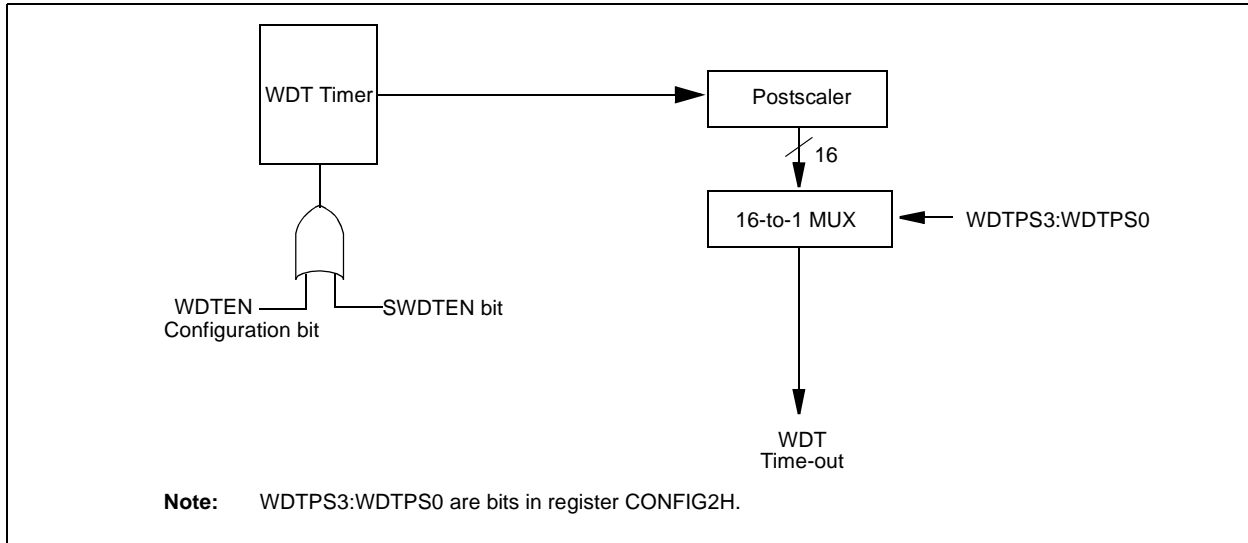 WDT Timer
Postscaler
16
16-to-1 MUX
WDTPS3:WDTPS0
WDTEN
Configuration bit
SWDTEN bit
WDT
Time-out
Note: WDTPS3:WDTPS0 are bits in register CONFIG2H.